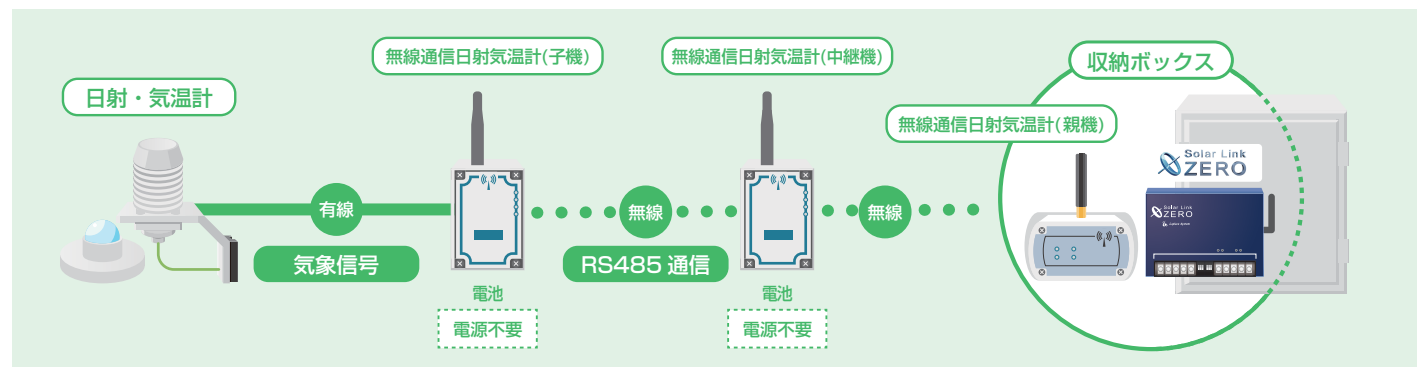 日射・気温計
有線
気象信号
無線通信日射気温計(子機)
電池
電源不要
無線
RS485 通信
無線通信日射気温計(中継機)
電池
電源不要
無線
収納ボックス
無線通信日射気温計(親機)
Solar Link
ZERO
Solar Link
ZERO